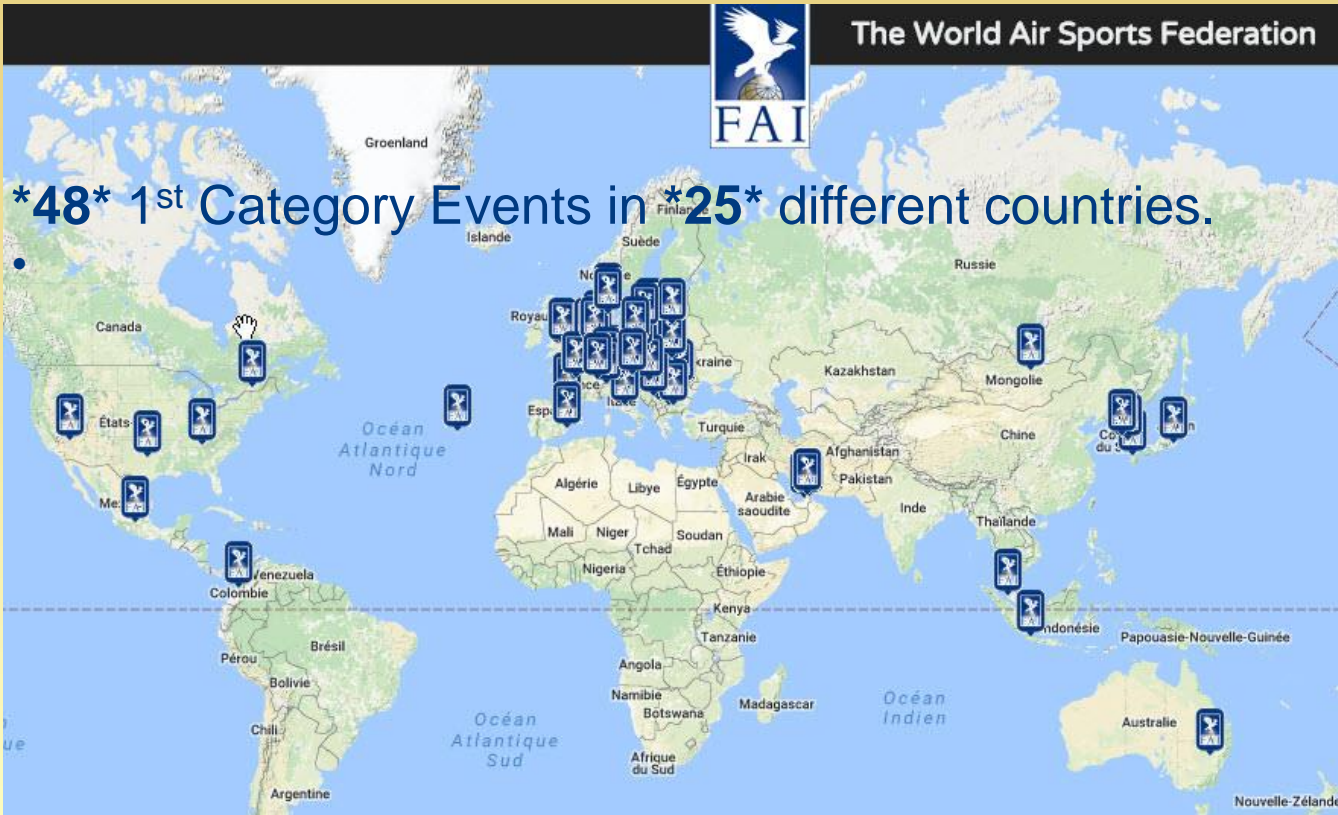 The World Air Sports Federation
FAI
Groenland
*48* 1st Category Events in *25* different countries.
•
Islande
Suède
Russie
Canada
Kazakhstan
Mongolie
Océan
Atlantique
Nord
Turquie
Chine
Irak
Afghanistan
Pakistan
Algérie
Libye
Égypte
Arabie
saoudite
Inde
Thaïlande
Mali
Niger
Tchad
Soudan
Nigeria
Éthiopie
Venezuela
Colombie
Kenya
Tanzanie
Papouasie-Nouvelle-Guinée
Brésil
Pérou
Bolivie
Angola
Namibie
Botswana
Madagascar
Océan
Indien
Australie
Chili
Océan
Atlantique
Sud
Afrique
du Sud
Argentine
Nouvelle-Zélande